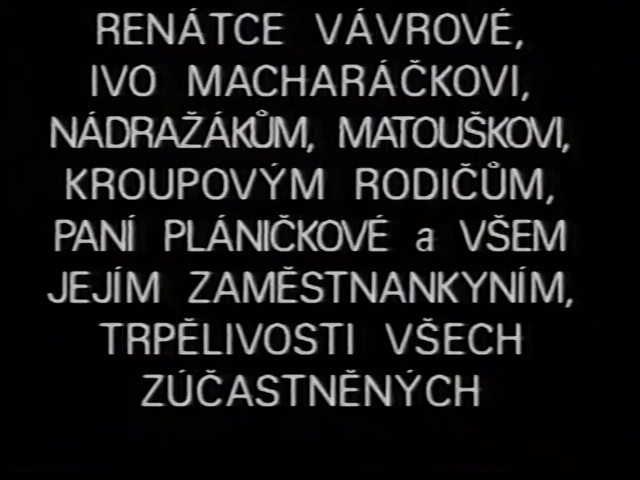 RENÁTCE VÁVROVÉ,
IVO MACHARÁČKOVI,
NÁDRAŽÁKŮM, MATOUŠKOVI,
KROUPOVÝM RODIČŮM,
PANÍ PLÁNIČKOVÉ a VŠEM
JEJÍM ZAMĚSTNANKYNÍM,
TRPĚLIVOSTI VŠECH
ZÚČASTNĚNÝCH